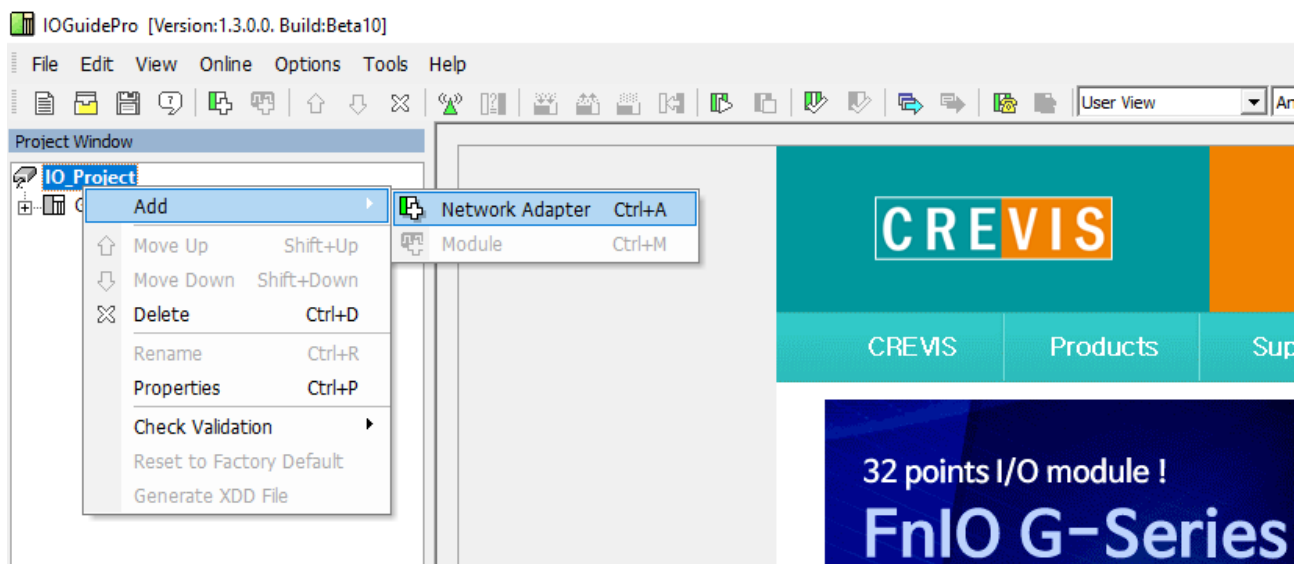 IOGuidePro [Version:1.3.0.0. Build:Beta10]
File Edit View Online Options Tools Help
User View
Project Window
IO_Project
Add
Network Adapter Ctrl+A
Move Up Shift+Up
Module Ctrl+M
Move Down Shift+Down
Delete Ctrl+D
Rename Ctrl+R
Properties Ctrl+P
Check Validation
Reset to Factory Default
Generate XDD File
CREVIS
CREVIS Products
32 points I/O module !
FnIO G-Series